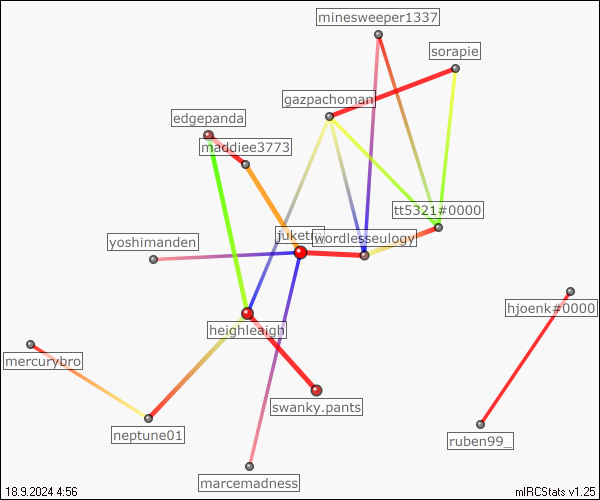 minesweeper1337
sorapie
gazpachoman
edgepanda
maddiee3773
tt5321#0000
wordlesseulogy
yoshimanden
hjoenk#0000
heighleaigh
mercurybro
swanky.pants
neptune01
ruben99_
marcemadness
18.9.2024 4:56
mIRCStats v1.25